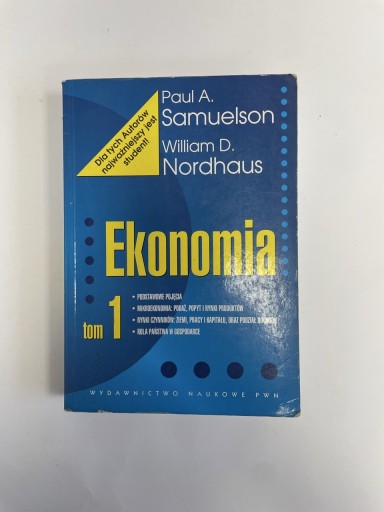 Paul A.
Samuelson
William D.
Nordhaus
Dla tych Autorów
najważniejszy jest
student!
Ekonomia
tom 1
• PODSTAWOWE POJĘCIA
• MIKROEKONOMIA: PODAŻ, POPYT I RYNKI PRODUKTÓW
• RYNKI CZYNNIKÓW: ZIEMI, PRACY I KAPITAŁU, ORAZ PODZIAŁ DOCHODU
• ROLA PAŃSTWA W GOSPODARCE
WYDAWNICTWO NAUKOWE PWN